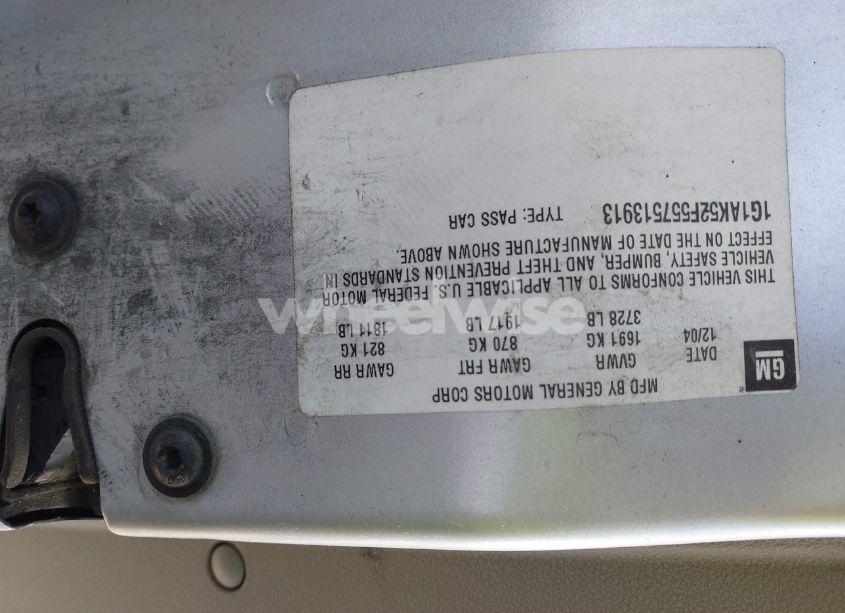 MFD BY GENERAL MOTORS CORP
GM
DATE GVWR GAWR FRT GAWR RR
12/04 1691 KG 870 KG 821 KG
3728 LB 1917 LB 1811 LB
THIS VEHICLE CONFORMS TO ALL APPLICABLE U.S. FEDERAL MOTOR
VEHICLE SAFETY, BUMPER, AND THEFT PREVENTION STANDARDS IN
EFFECT ON THE DATE OF MANUFACTURE SHOWN ABOVE.
1G1AK52F557513913 TYPE: PASS CAR
wheelwise